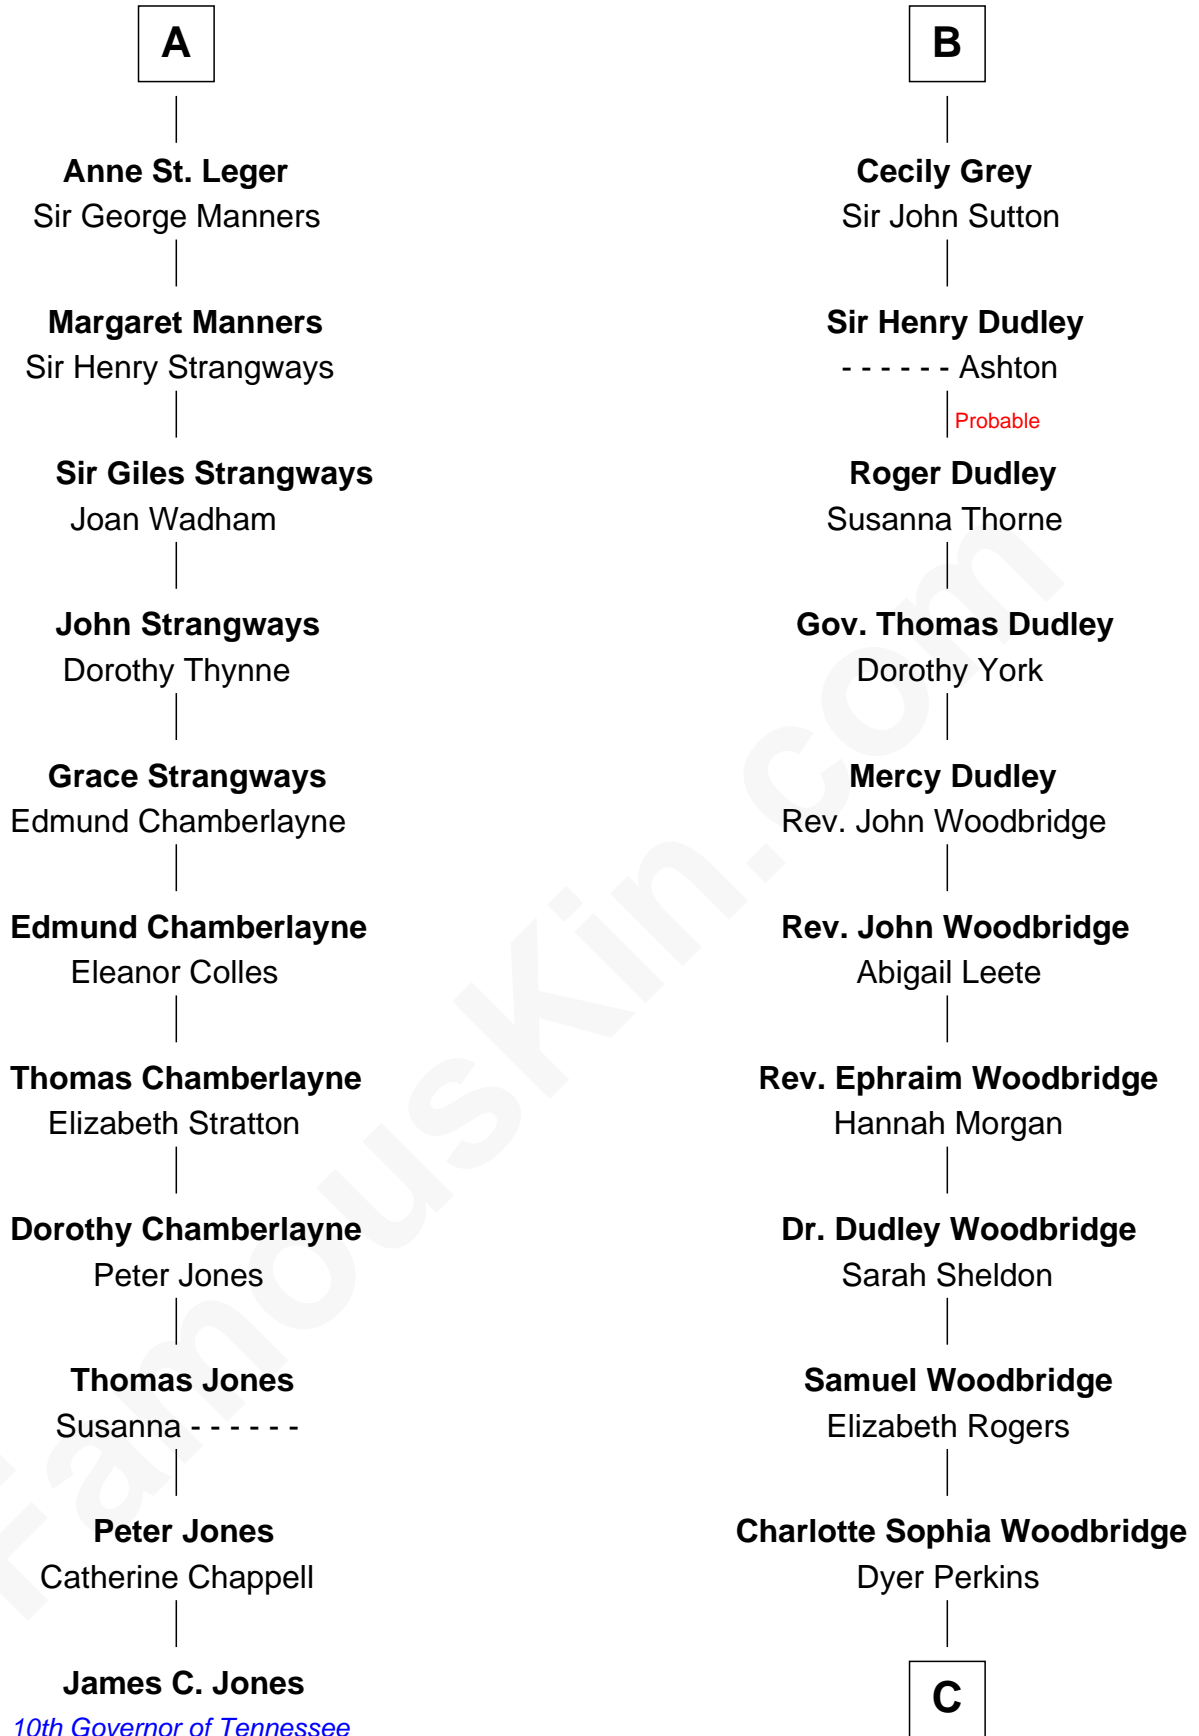 A
Anne St. Leger
Sir George Manners
Margaret Manners
Sir Henry Strangways
Sir Giles Strangways
Joan Wadham
John Strangways
Dorothy Thynne
Grace Strangways
Edmund Chamberlayne
Edmund Chamberlayne
Eleanor Colles
Thomas Chamberlayne
Elizabeth Stratton
Dorothy Chamberlayne
Peter Jones
Thomas Jones
Susanna - - - - - -
Peter Jones
Catherine Chappell
James C. Jones
10th Governor of Tennessee
B
Cecily Grey
Sir John Sutton
Sir Henry Dudley
- - - - - - Ashton
Probable
Roger Dudley
Susanna Thorne
Gov. Thomas Dudley
Dorothy York
Mercy Dudley
Rev. John Woodbridge
Rev. John Woodbridge
Abigail Leete
Rev. Ephraim Woodbridge
Hannah Morgan
Dr. Dudley Woodbridge
Sarah Sheldon
Samuel Woodbridge
Elizabeth Rogers
Charlotte Sophia Woodbridge
Dyer Perkins
C
FamousKin.com